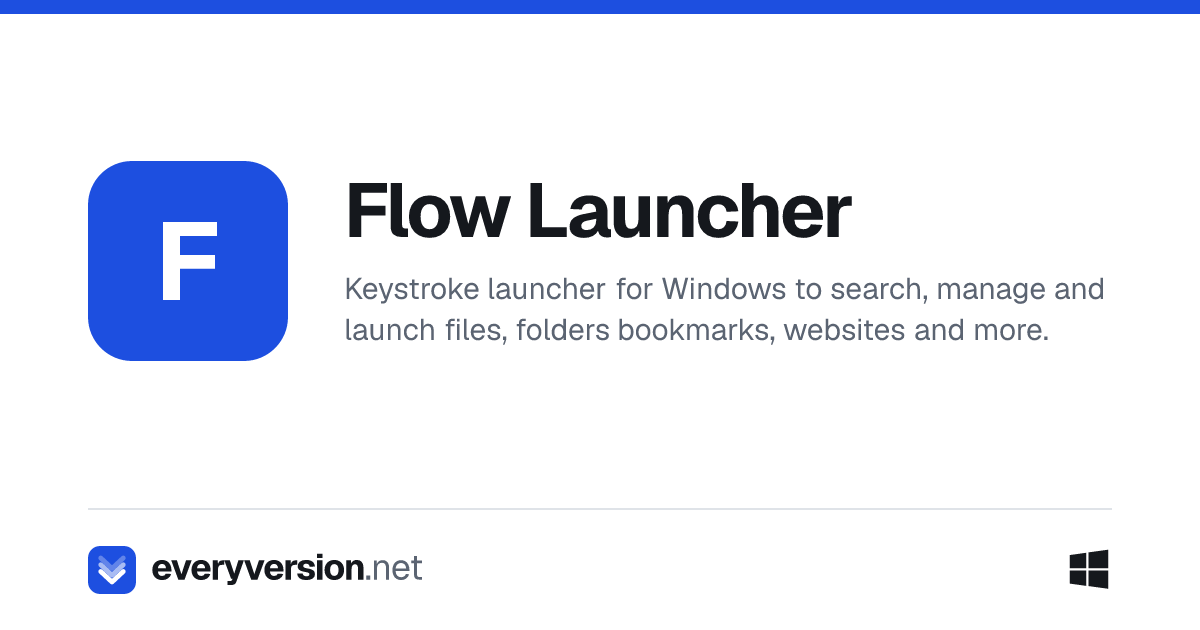 F
Flow Launcher
Keystroke launcher for Windows to search, manage and
launch files, folders bookmarks, websites and more.
everyversion.net